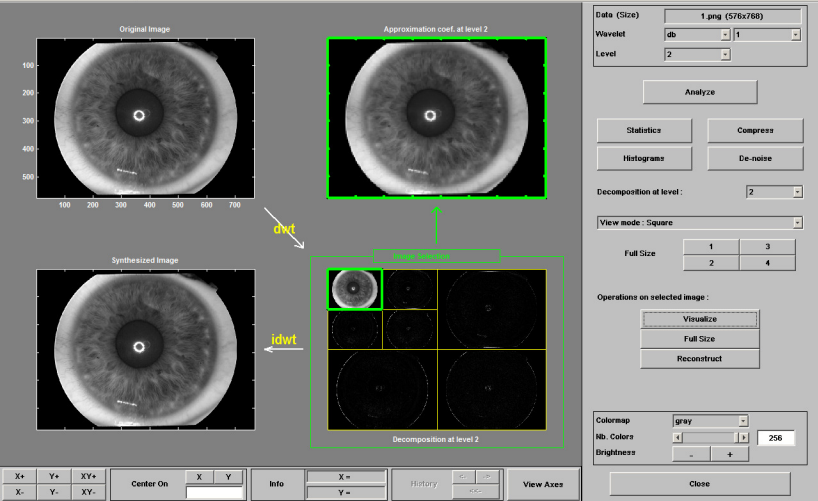 Original Image
100
200
300
400
500
100 200 300 400 500 600 700
Approximation coef. at level 2
dwt
Synthesized Image
idwt
Image Selection
Decomposition at level 2
Data (Size) 1.png (576x768)
Wavelet db 1
Level 2
Analyze
Statistics Compress
Histograms De-noise
Decomposition at level : 2
View mode : Square
Full Size 1 3
2 4
Operations on selected image :
Visualize
Full Size
Reconstruct
Colormap gray
Nb. Colors 256
Brightness - +
Close
X+ Y+ XY+
X- Y- XY-
Center On X Y
Info X =
Y =
History <- ->
<<-
View Axes